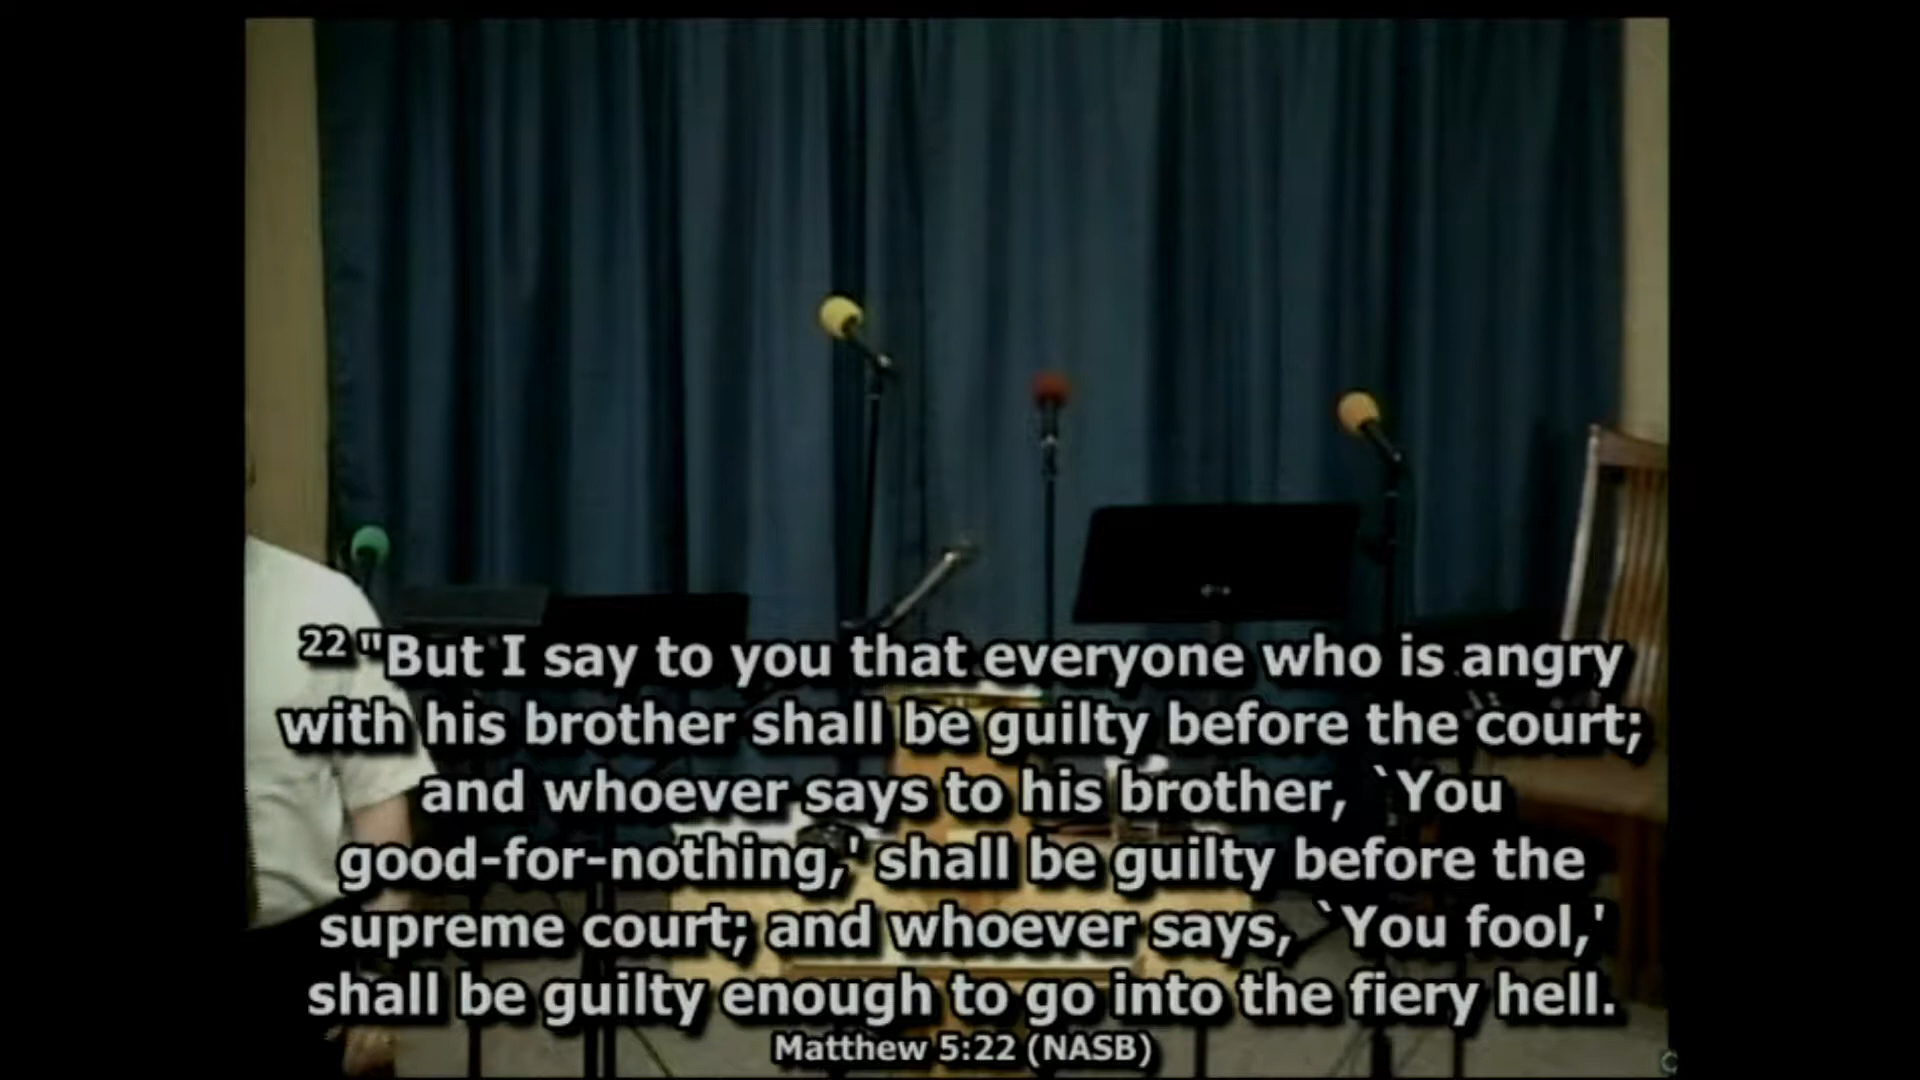 22 "But I say to you that everyone who is angry
with his brother shall be guilty before the court;
and whoever says to his brother, `You
good-for-nothing,' shall be guilty before the
supreme court; and whoever says, `You fool,'
shall be guilty enough to go into the fiery hell.
Matthew 5:22 (NASB)